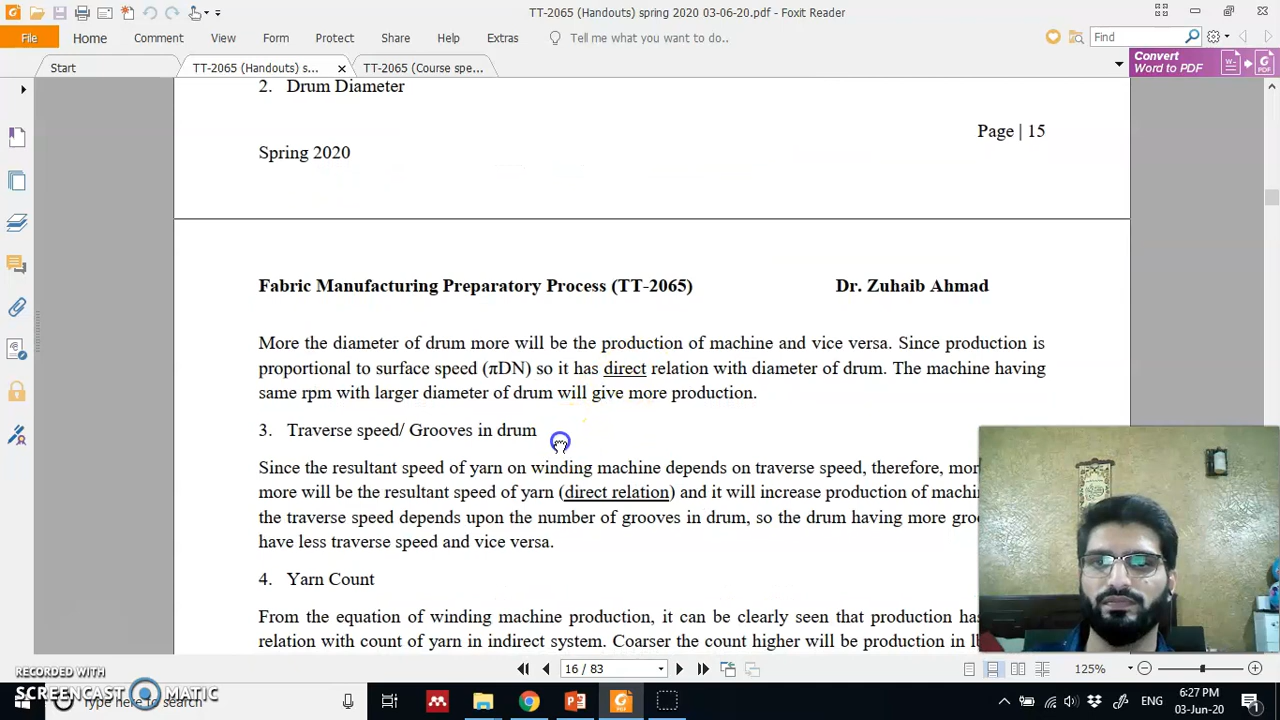 TT-2065 (Handouts) spring 2020 03-06-20.pdf - Foxit Reader
File Home Comment View Form Protect Share Help Extras Tell me what you want to do.. Find
Start TT-2065 (Handouts) s... TT-2065 (Course spe...
Convert
Word to PDF
2. Drum Diameter
Page | 15
Spring 2020
Fabric Manufacturing Preparatory Process (TT-2065) Dr. Zuhaib Ahmad
More the diameter of drum more will be the production of machine and vice versa. Since production is
proportional to surface speed (πDN) so it has direct relation with diameter of drum. The machine having
same rpm with larger diameter of drum will give more production.
3. Traverse speed/ Grooves in drum
Since the resultant speed of yarn on winding machine depends on traverse speed, therefore, mor
more will be the resultant speed of yarn (direct relation) and it will increase production of machin
the traverse speed depends upon the number of grooves in drum, so the drum having more groo
have less traverse speed and vice versa.
4. Yarn Count
From the equation of winding machine production, it can be clearly seen that production has
relation with count of yarn in indirect system. Coarser the count higher will be production in lb
16 / 83 125%
RECORDED WITH
SCREENCAST MATIC
Type here to search
ENG
6:27 PM
03-Jun-20
1